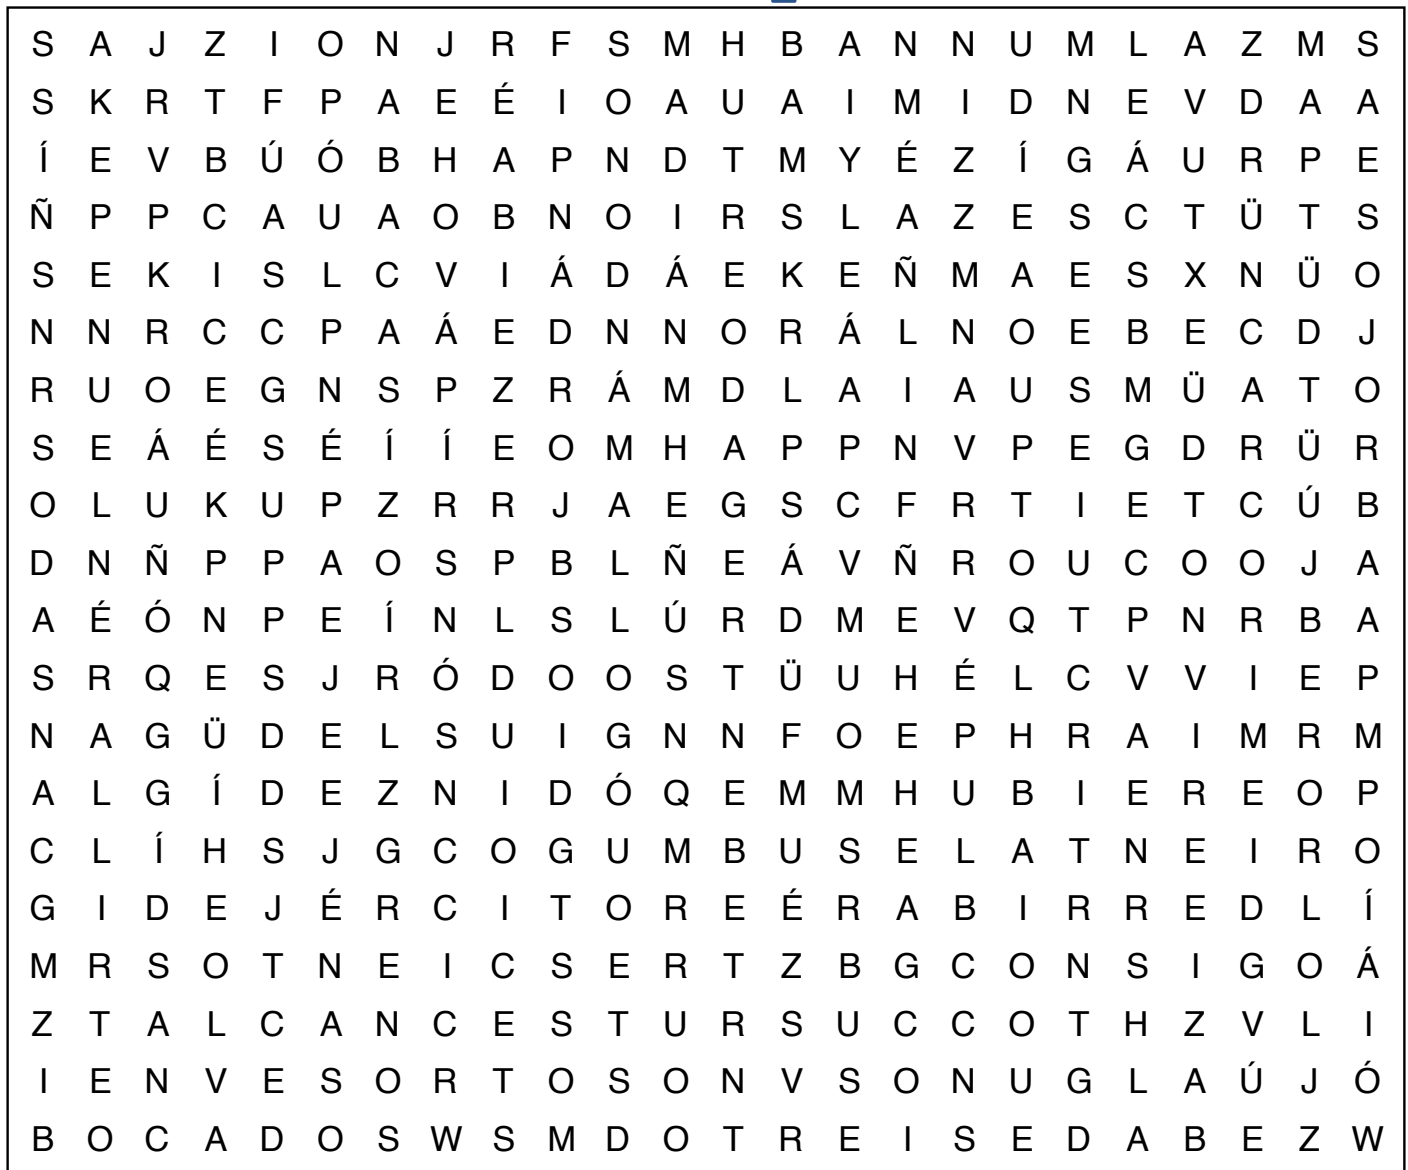 S A J Z I O N J R F S M H B A N N U M L A Z M S
S K R T F P A E É I O A U A I M I D N E V D A A
Í E V B Ú Ó B H A P N D T M Y É Z Í G Á U R P E
Ñ P P C A U A O B N O I R S L A Z E S C T Ü T S
S E K I S L C V I Á D Á E K E Ñ M A E S X N Ü O
N N R C C P A Á E D N N O R Á L N O E B E C D J
R U O E G N S P Z R Á M D L A I A U S M Ü A T O
S E Á É S É Í Í E O M H A P P N V P E G D R Ü R
O L U K U P Z R R J A E G S C F R T I E T C Ú B
D N Ñ P P A O S P B L Ñ E Á V Ñ R O U C O O J A
A É Ó N P E Í N L S L Ú R D M E V Q T P N R B A
S R Q E S J R Ó D O O S T Ü U H É L C V V I E P
N A G Ü D E L S U I G N N F O E P H R A I M R M
A L G Í D E Z N I D Ó Q E M M H U B I E R E O P
C L Í H S J G C O G U M B U S E L A T N E I R O
G I D E J É R C I T O R E É R A B I R R E D L Í
M R S O T N E I C S E R T Z B G C O N S I G O Á
Z T A L C A N C E S T U R S U C C O T H Z V L I
I E N V E S O R T O S O N V S O N U G L A Ú J Ó
B O C A D O S W S M D O T R E I S E D A B E Z W